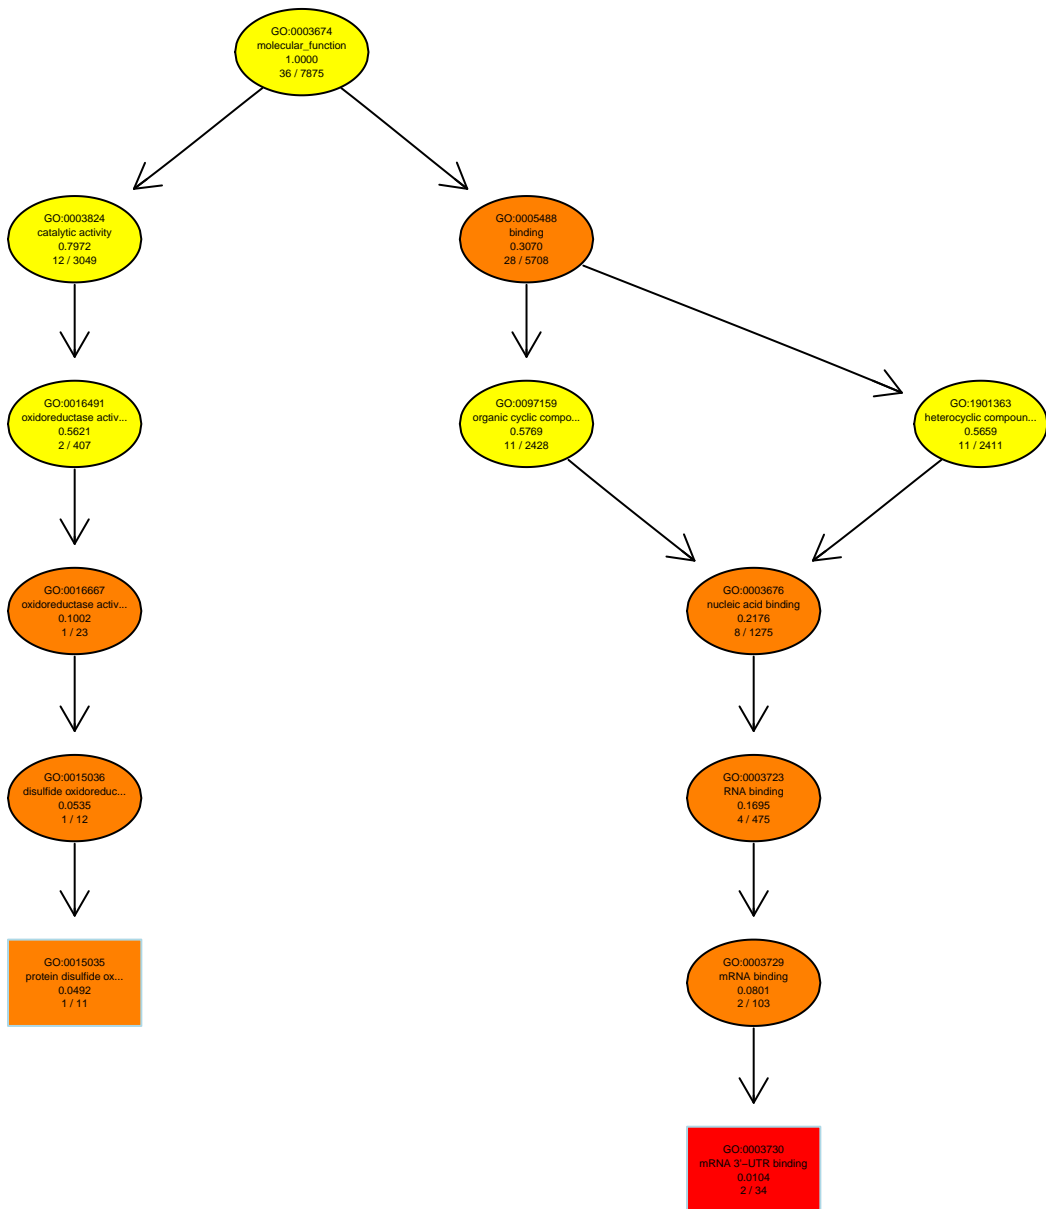 GO:0003674
molecular_function
1.0000
36 / 7875
GO:0003824
catalytic activity
0.7972
12 / 3049
GO:0005488
binding
0.3070
28 / 5708
GO:0016491
oxidoreductase activ...
0.5621
2 / 407
GO:0097159
organic cyclic compo...
0.5769
11 / 2428
GO:1901363
heterocyclic compoun...
0.5659
11 / 2411
GO:0016667
oxidoreductase activ...
0.1002
1 / 23
GO:0003676
nucleic acid binding
0.2176
8 / 1275
GO:0015036
disulfide oxidoreduc...
0.0535
1 / 12
GO:0003723
RNA binding
0.1695
4 / 475
GO:0015035
protein disulfide ox...
0.0492
1 / 11
GO:0003729
mRNA binding
0.0801
2 / 103
GO:0003730
mRNA 3'−UTR binding
0.0104
2 / 34